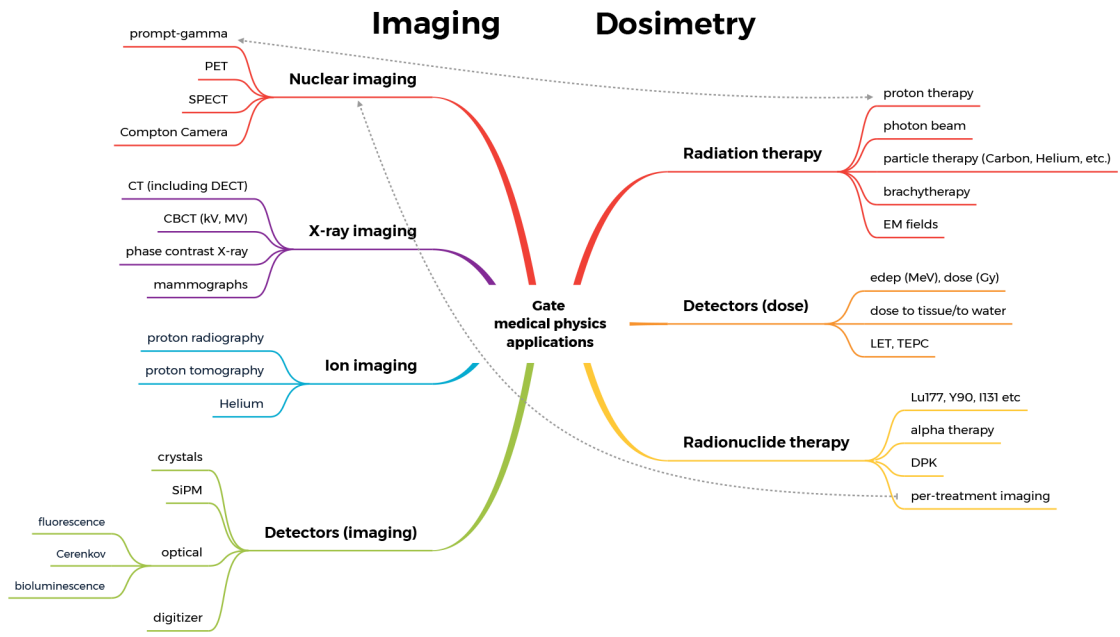 Imaging
Dosimetry
prompt-gamma
PET
SPECT
Compton Camera
Nuclear imaging
CT (including DECT)
CBCT (kV, MV)
phase contrast X-ray
mammographs
X-ray imaging
proton radiography
proton tomography
Helium
Ion imaging
crystals
SiPM
fluorescence
Cerenkov
bioluminescence
optical
digitizer
Detectors (imaging)
Gate
medical physics
applications
Radiation therapy
proton therapy
photon beam
particle therapy (Carbon, Helium, etc.)
brachytherapy
EM fields
Detectors (dose)
edep (MeV), dose (Gy)
dose to tissue/to water
LET, TEPC
Radionuclide therapy
Lu177, Y90, I131 etc
alpha therapy
DPK
per-treatment imaging